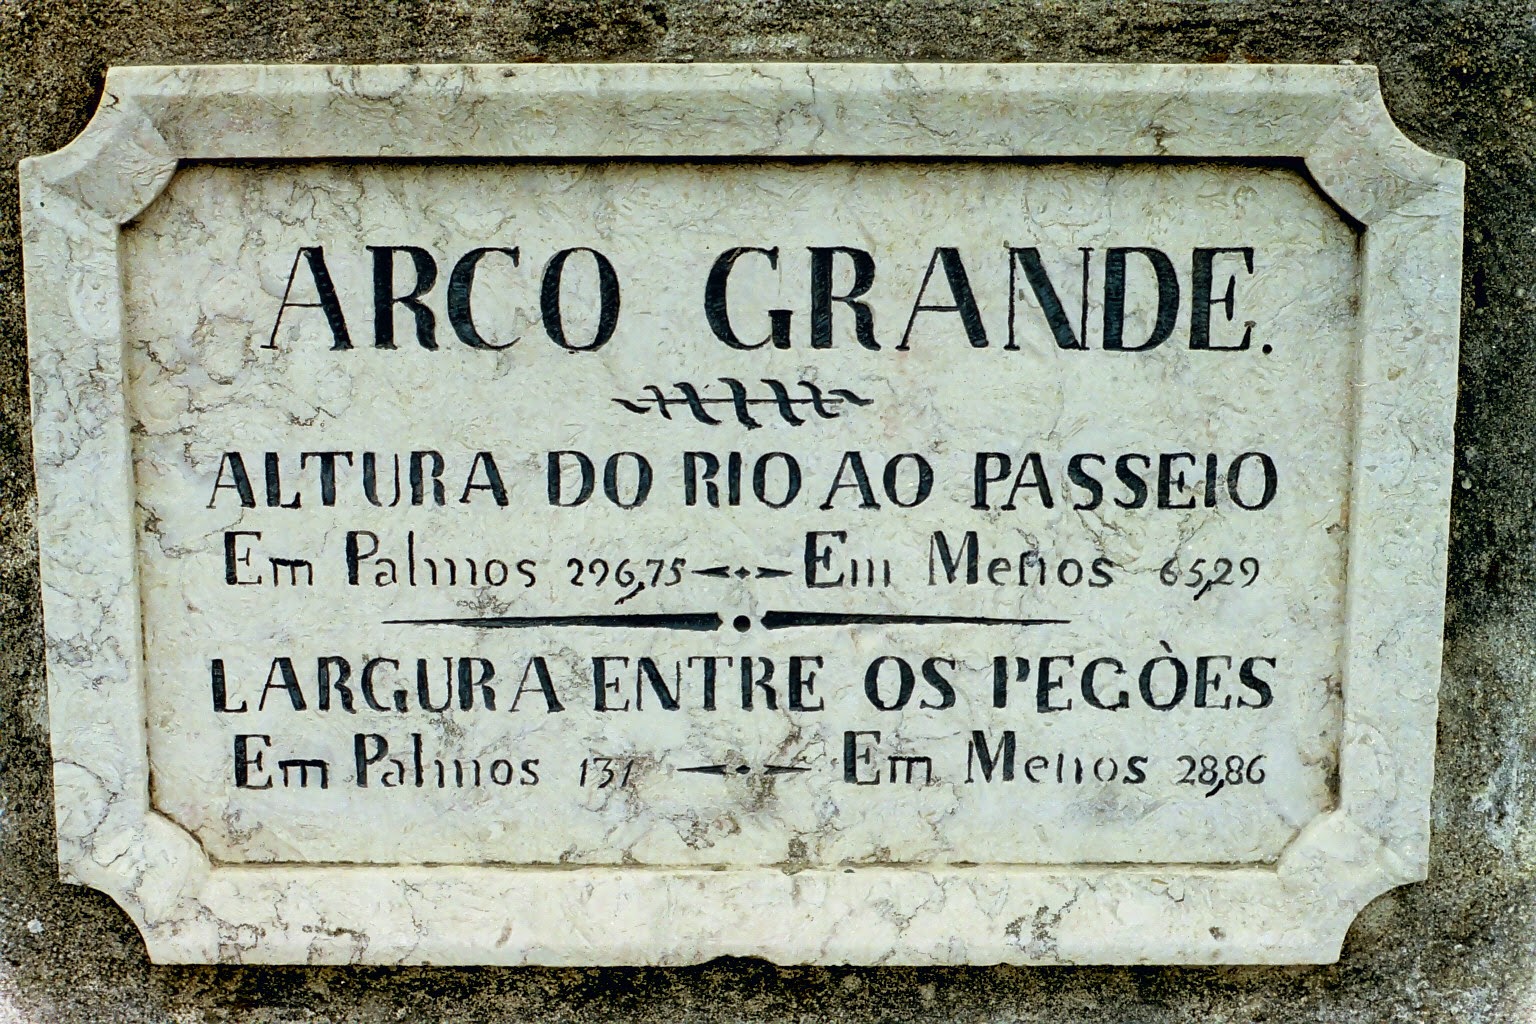 ARCO GRANDE.
ALTURA DO RIO AO PASSEIO
Em Palmos 296,75 Em Metros 65,29
LARGURA ENTRE OS PEGÒES
Em Palmos 131 Em Metros 28,86